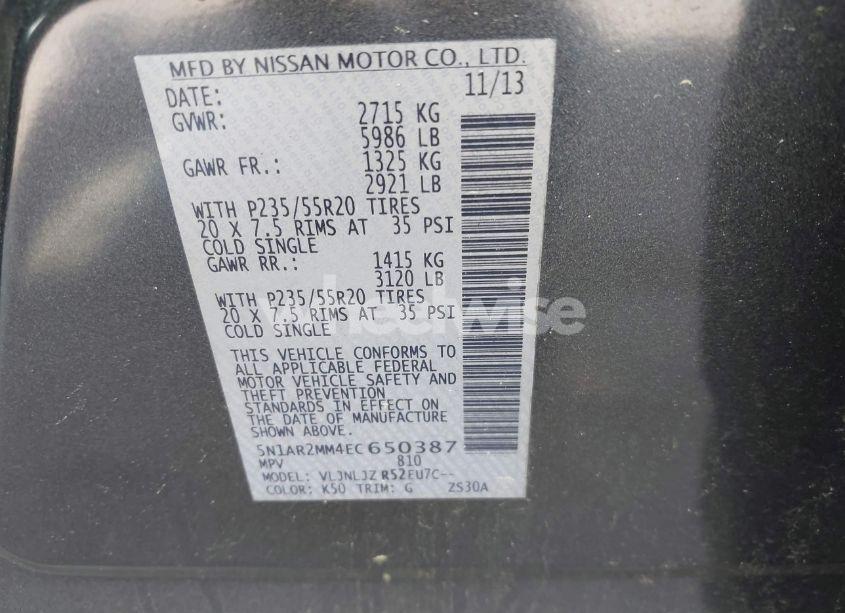 MFD BY NISSAN MOTOR CO., LTD.
DATE: 11/13
GVWR: 2715 KG
5986 LB
GAWR FR.: 1325 KG
2921 LB
WITH P235/55R20 TIRES
20 X 7.5 RIMS AT 35 PSI
COLD SINGLE
GAWR RR.: 1415 KG
3120 LB
WITH P235/55R20 TIRES
20 X 7.5 RIMS AT 35 PSI
COLD SINGLE
wheelwise
THIS VEHICLE CONFORMS TO
ALL APPLICABLE FEDERAL
MOTOR VEHICLE SAFETY AND
THEFT PREVENTION
STANDARDS IN EFFECT ON
THE DATE OF MANUFACTURE
SHOWN ABOVE.
5N1AR2MM4EC650387
MPV 810
MODEL: VLJNLJZ R52EU7C--
COLOR: K50 TRIM: G ZS30A